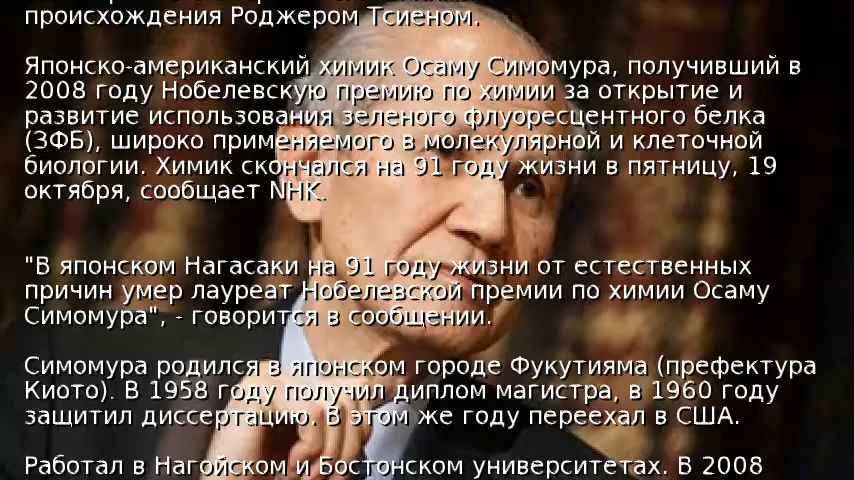 происхождения Роджером Тсиеном.
Японско-американский химик Осаму Симомура, получивший в
2008 году Нобелевскую премию по химии за открытие и
развитие использования зеленого флуоресцентного белка
(ЗФБ), широко применяемого в молекулярной и клеточной
биологии. Химик скончался на 91 году жизни в пятницу, 19
октября, сообщает NHK.
"В японском Нагасаки на 91 году жизни от естественных
причин умер лауреат Нобелевской премии по химии Осаму
Симомура", - говорится в сообщении.
Симомура родился в японском городе Фукутияма (префектура
Киото). В 1958 году получил диплом магистра, в 1960 году
защитил диссертацию. В этом же году переехал в США.
Работал в Нагойском и Бостонском университетах. В 2008